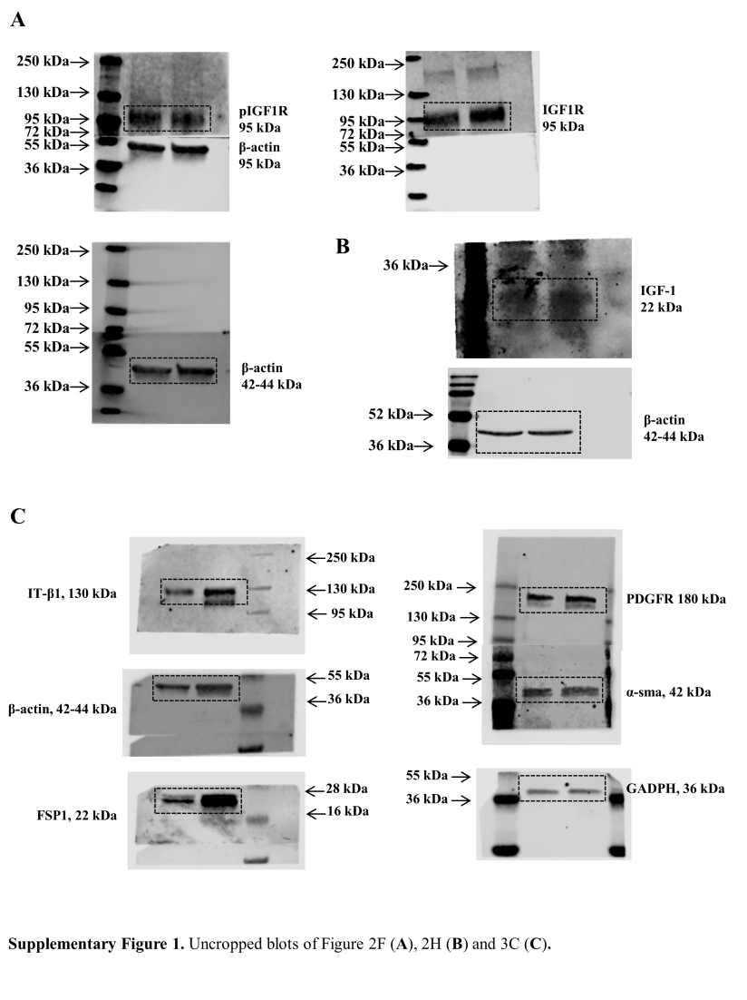 A
250 kDa
130 kDa
95 kDa
72 kDa
55 kDa
36 kDa
pIGF1R
95 kDa
β-actin
95 kDa
250 kDa
130 kDa
95 kDa
72 kDa
55 kDa
36 kDa
IGF1R
95 kDa
250 kDa
130 kDa
95 kDa
72 kDa
55 kDa
36 kDa
β-actin
42-44 kDa
B
36 kDa
IGF-1
22 kDa
52 kDa
36 kDa
β-actin
42-44 kDa
C
IT-β1, 130 kDa
250 kDa
130 kDa
95 kDa
β-actin, 42-44 kDa
55 kDa
36 kDa
FSP1, 22 kDa
28 kDa
16 kDa
250 kDa
130 kDa
95 kDa
72 kDa
55 kDa
36 kDa
PDGFR 180 kDa
α-sma, 42 kDa
55 kDa
36 kDa
GADPH, 36 kDa
Supplementary Figure 1. Uncropped blots of Figure 2F (A), 2H (B) and 3C (C).